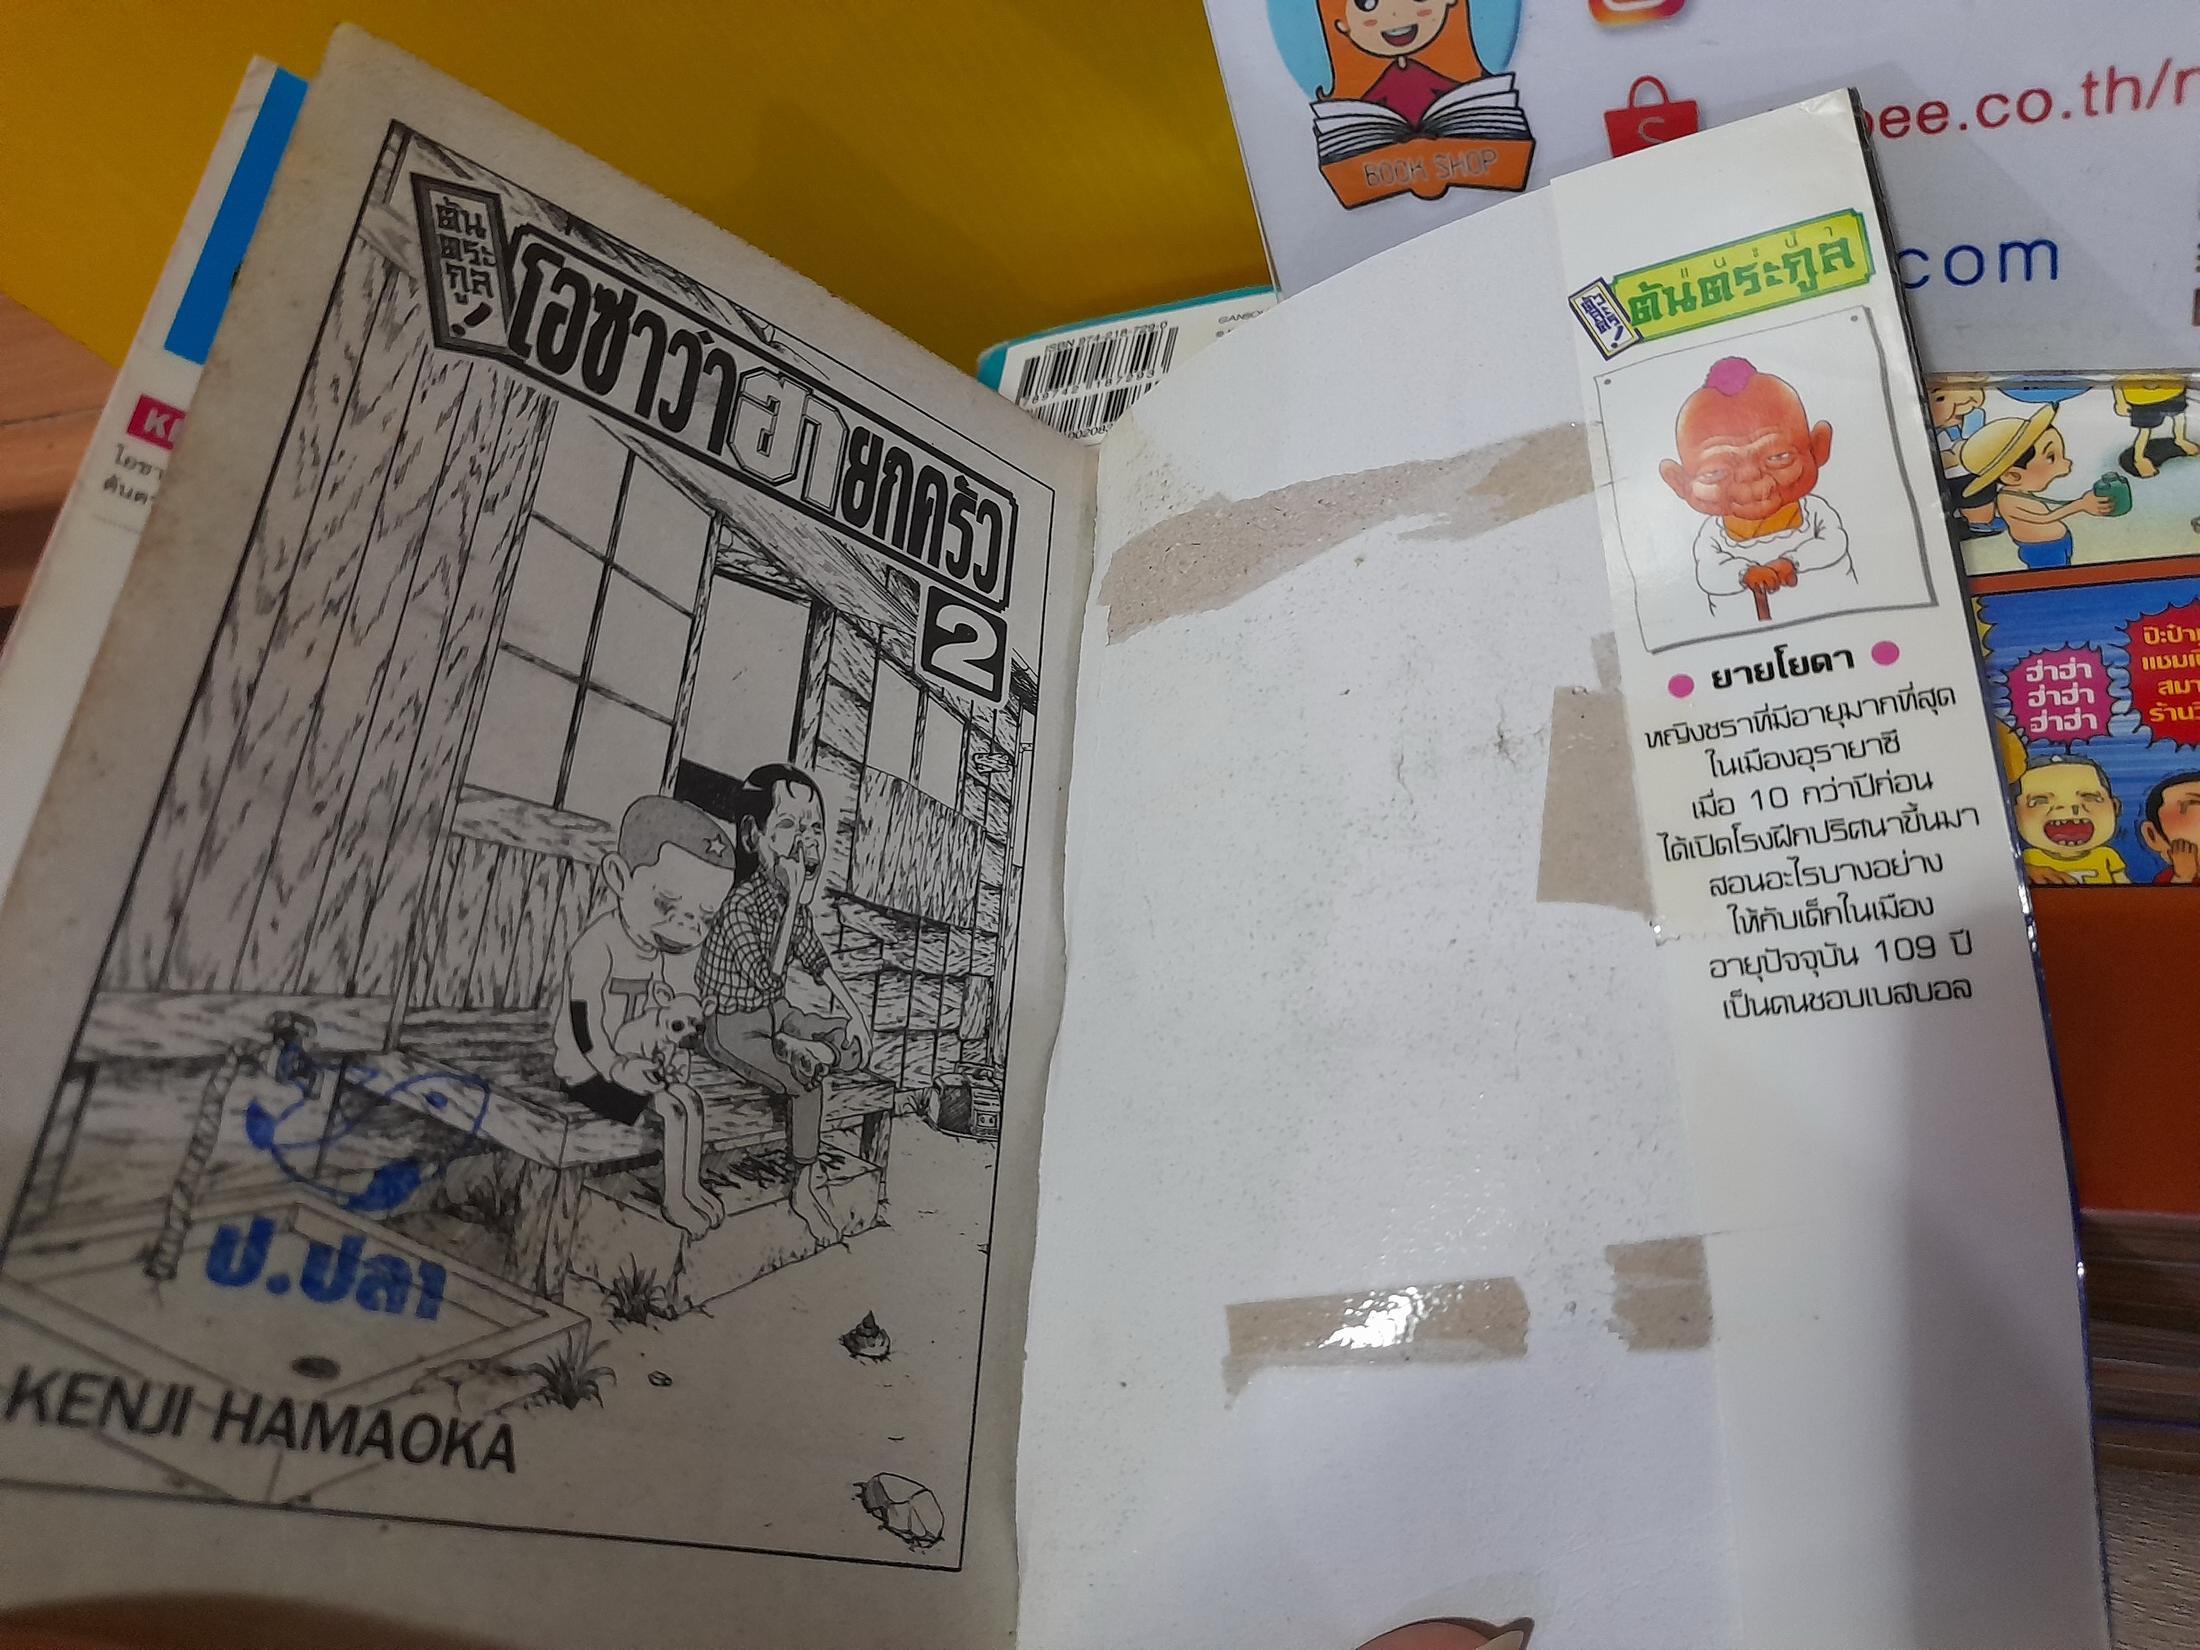 ต้น
ตระ
กูล!
โอซาว่าฮายกครัว
2
ป.ปลา
KENJI HAMAOKA
BOOK SHOP
ee.co.th/
.com
ISBN 974-218-729-0
ต้นตระกูล
ยายโยดา
หญิงชราที่มีอายุมากที่สุด
ในเมืองอุรายาซึ
เมื่อ 10 กว่าปีก่อน
ได้เปิดโรงฝึกปริศนาขึ้นมา
สอนอะไรบางอย่าง
ให้กับเด็กในเมือง
อายุปัจจุบัน 109 ปี
เป็นคนชอบเบสบอล
ฮ่าฮ่า
ฮ่าฮ่า
ฮ่าฮ่า